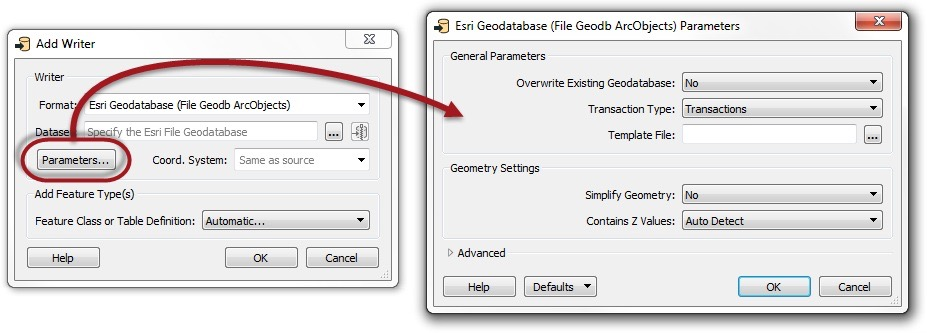 Add Writer
Writer
Format: Esri Geodatabase (File Geodb ArcObjects)
Dataset: Specify the Esri File Geodatabase ...
Parameters... Coord. System: Same as source
Add Feature Type(s)
Feature Class or Table Definition: Automatic...
Help OK Cancel
Esri Geodatabase (File Geodb ArcObjects) Parameters
General Parameters
Overwrite Existing Geodatabase: No
Transaction Type: Transactions
Template File: ...
Geometry Settings
Simplify Geometry: No
Contains Z Values: Auto Detect
Advanced
Help Defaults OK Cancel